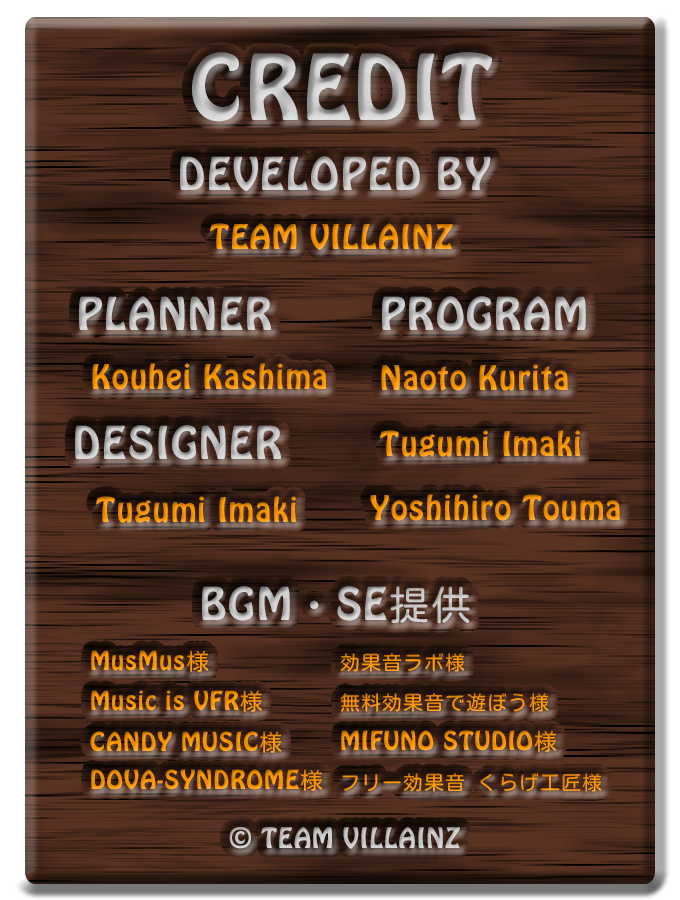 CREDIT
DEVELOPED BY
TEAM VILLAINZ
PLANNER
Kouhei Kashima
DESIGNER
Tugumi Imaki
PROGRAM
Naoto Kurita
Tugumi Imaki
Yoshihiro Touma
BGM・SE提供
MusMus様
Music is VFR様
CANDY MUSIC様
DOVA-SYNDROME様
効果音ラボ様
無料効果音で遊ぼう様
MIFUNO STUDIO様
フリー効果音 くらげ工匠様
© TEAM VILLAINZ